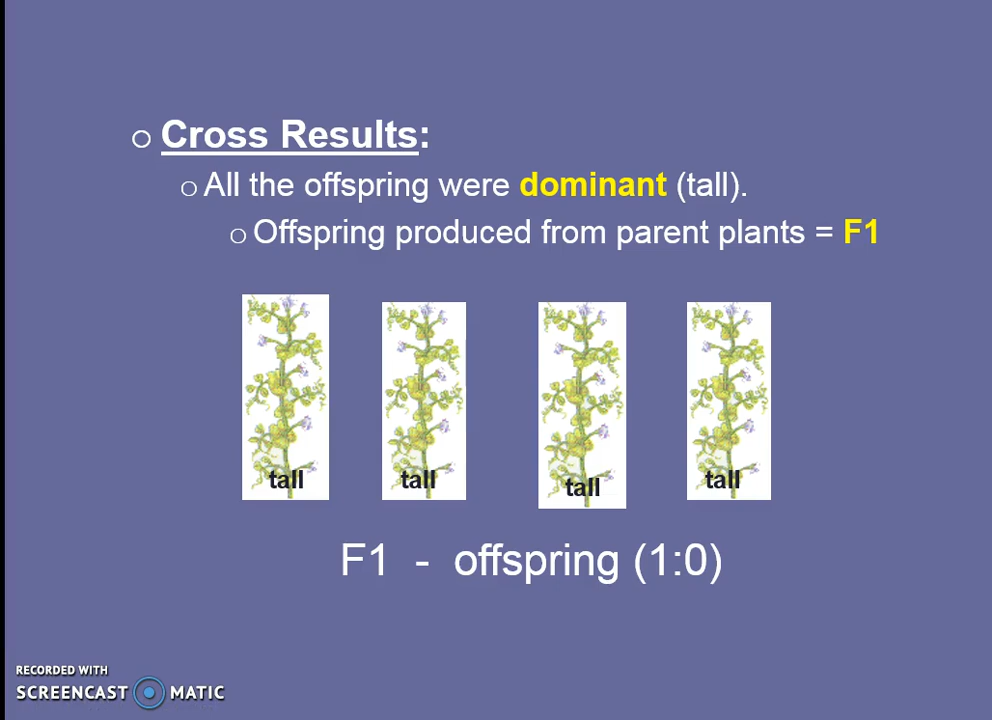 Cross Results:
All the offspring were dominant (tall).
Offspring produced from parent plants = F1
tall
tall
tall
tall
F1 - offspring (1:0)
RECORDED WITH
SCREENCAST MATIC